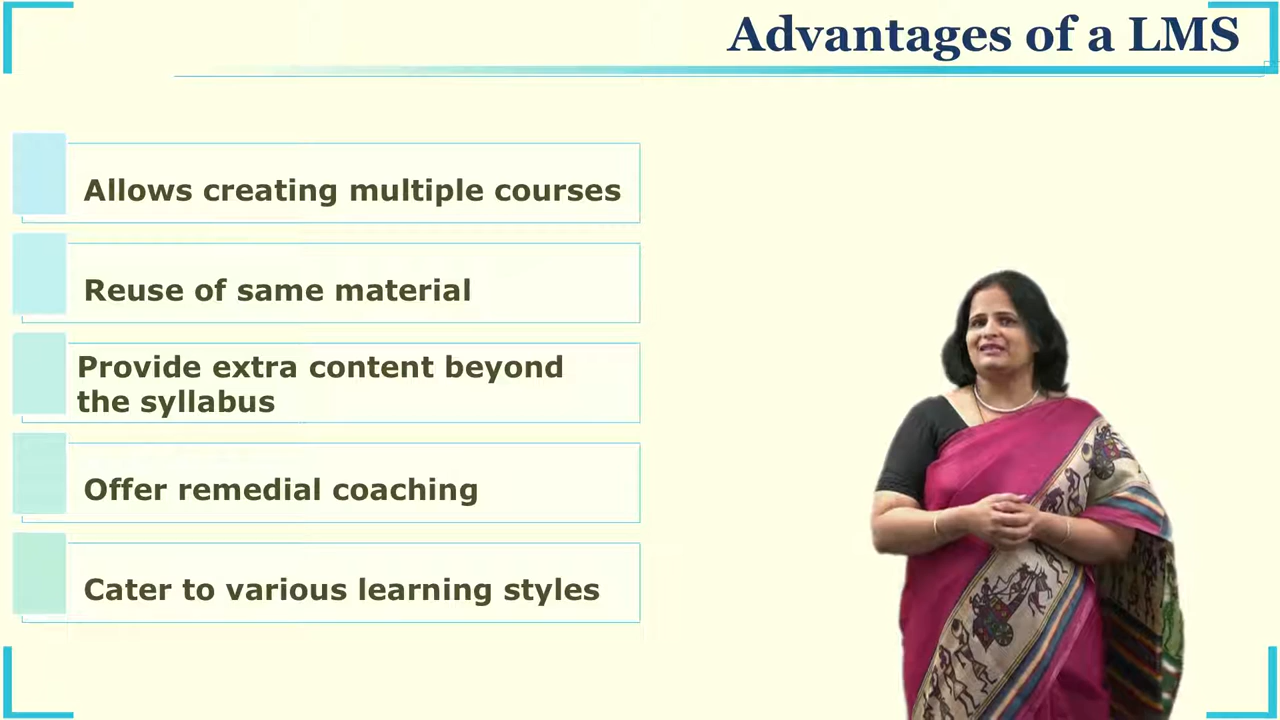 Advantages of a LMS
Allows creating multiple courses
Reuse of same material
Provide extra content beyond
the syllabus
Offer remedial coaching
Cater to various learning styles